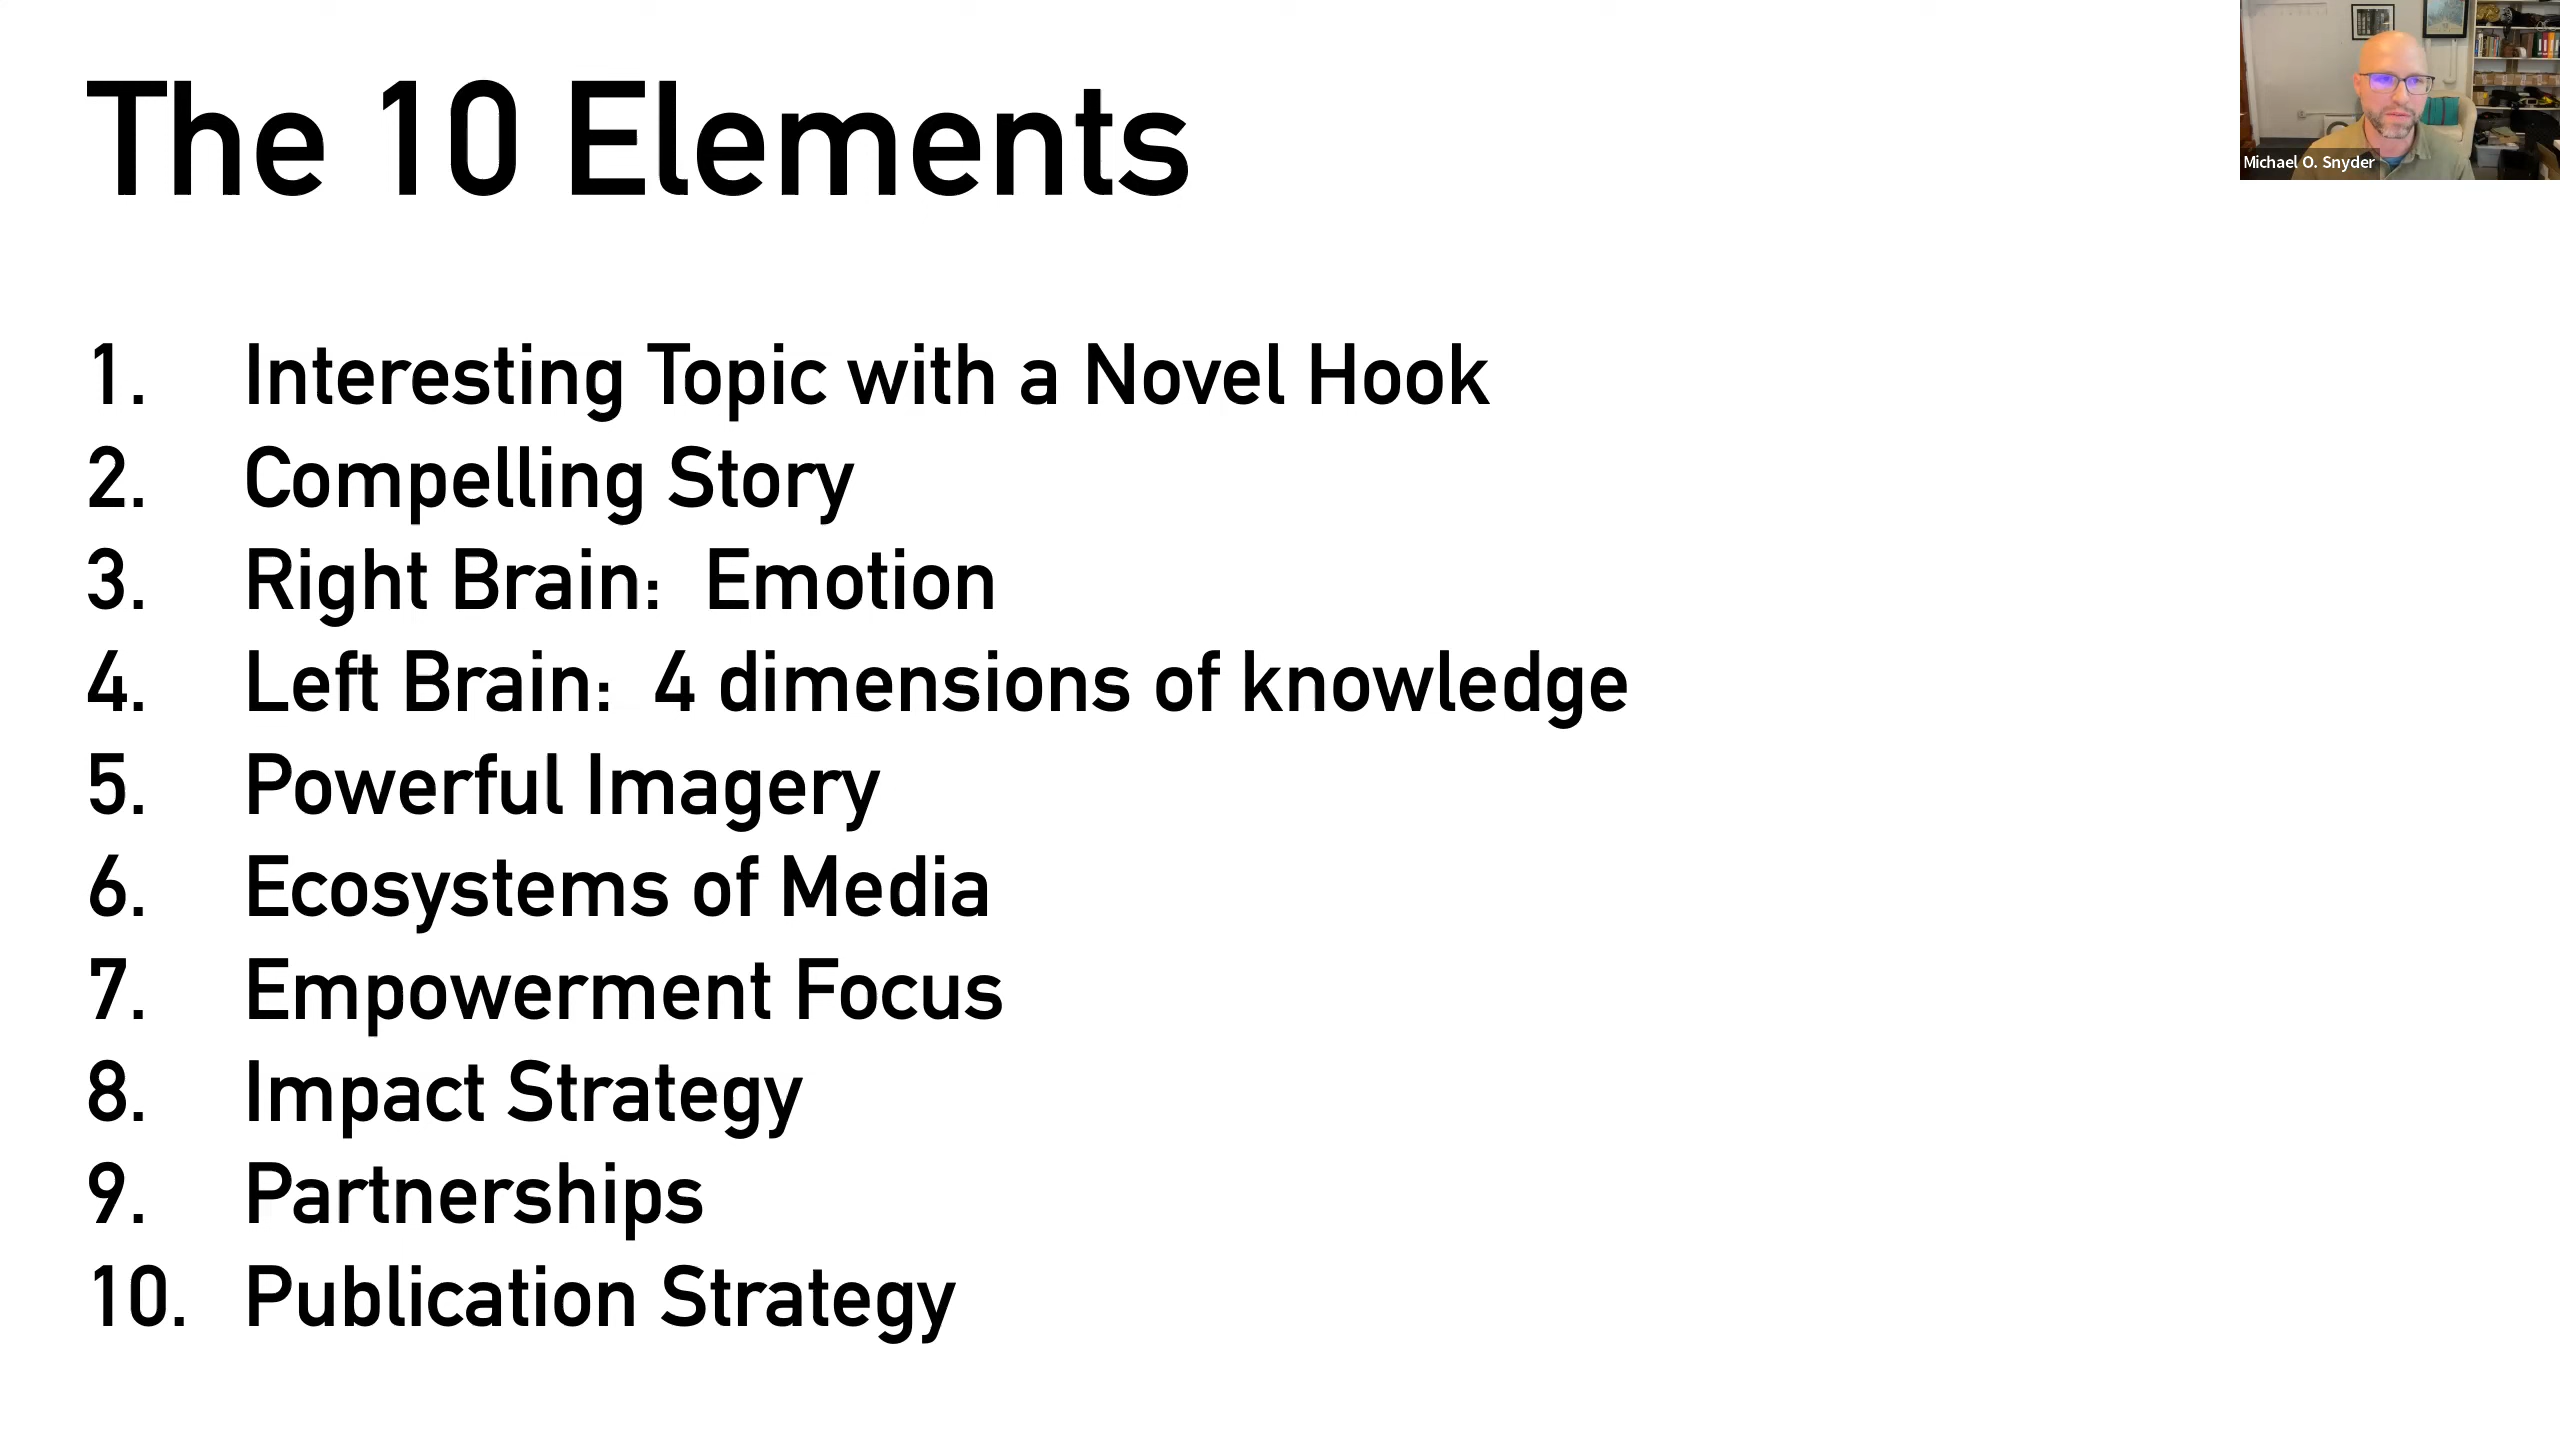 The 10 Elements
1. Interesting Topic with a Novel Hook
2. Compelling Story
3. Right Brain:  Emotion
4. Left Brain:  4 dimensions of knowledge
5. Powerful Imagery
6. Ecosystems of Media
7. Empowerment Focus
8. Impact Strategy
9. Partnerships
10. Publication Strategy
Michael O. Snyder